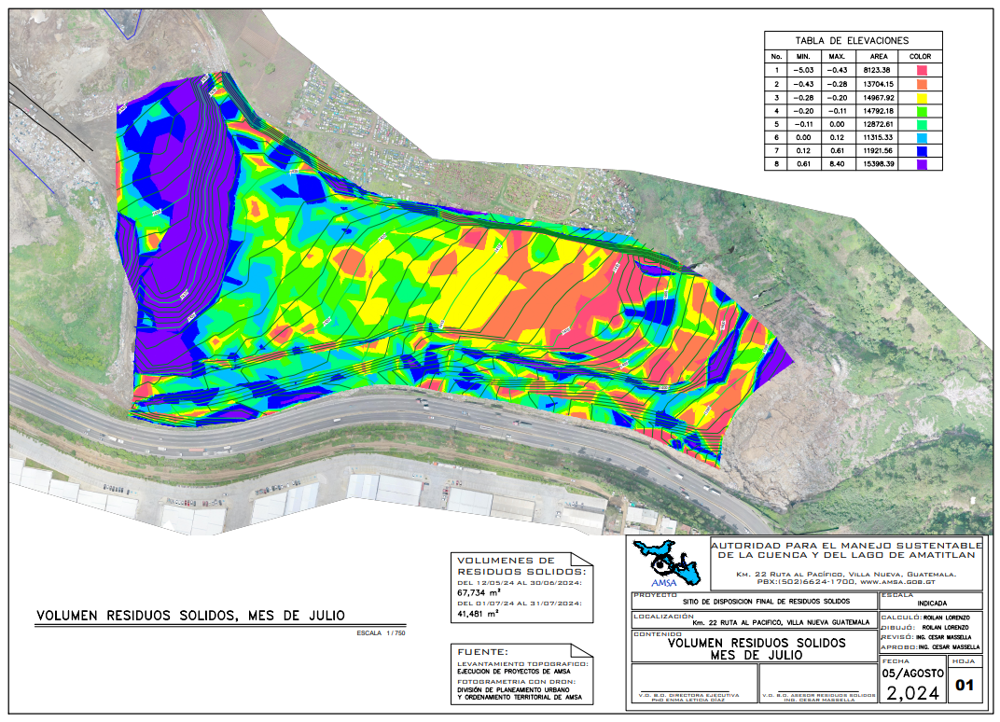 TABLA DE ELEVACIONES
No. MIN. MAX. AREA COLOR
1 -5.03 -0.43 8123.38
2 -0.43 -0.28 13704.15
3 -0.28 -0.20 14967.92
4 -0.20 -0.11 14792.18
5 -0.11 0.00 12872.61
6 0.00 0.12 11315.33
7 0.12 0.61 11921.56
8 0.61 8.40 15398.39
VOLUMEN RESIDUOS SOLIDOS, MES DE JULIO
ESCALA 1/750
VOLUMENES DE
RESIDUOS SOLIDOS:
DEL 12/05/24 AL 30/06/2024:
67,734 m³
DEL 01/07/24 AL 31/07/2024:
41,481 m³
FUENTE:
LEVANTAMIENTO TOPOGRAFICO:
EJECUCION DE PROYECTOS DE AMSA
FOTOGRAMETRIA CON DRON:
DIVISIÓN DE PLANEAMIENTO URBANO
Y ORDENAMIENTO TERRITORIAL DE AMSA
AMSA
AUTORIDAD PARA EL MANEJO SUSTENTABLE
DE LA CUENCA Y DEL LAGO DE AMATITLAN
KM. 22 RUTA AL PACÍFICO, VILLA NUEVA, GUATEMALA.
PBX:(502)6624-1700, WWW.AMSA.GOB.GT
PROYECTO
SITIO DE DISPOSICION FINAL DE RESIDUOS SOLIDOS
ESCALA
INDICADA
LOCALIZACIÓN
Km. 22 RUTA AL PACIFICO, VILLA NUEVA GUATEMALA
CALCULÓ: ROILAN LORENZO
DIBUJÓ: ROILAN LORENZO
REVISÓ: ING. CESAR MASSELLA
APROBO: ING. CESAR MASSELLA
CONTENIDO
VOLUMEN RESIDUOS SOLIDOS
MES DE JULIO
FECHA
05/AGOSTO
2,024
HOJA
01
V.O. B.O. DIRECTORA EJECUTIVA
PHD ENMA LETICIA DÍAZ
V.O. B.O. ASESOR RESIDUOS SOLIDOS
ING. CESAR MASSELLA